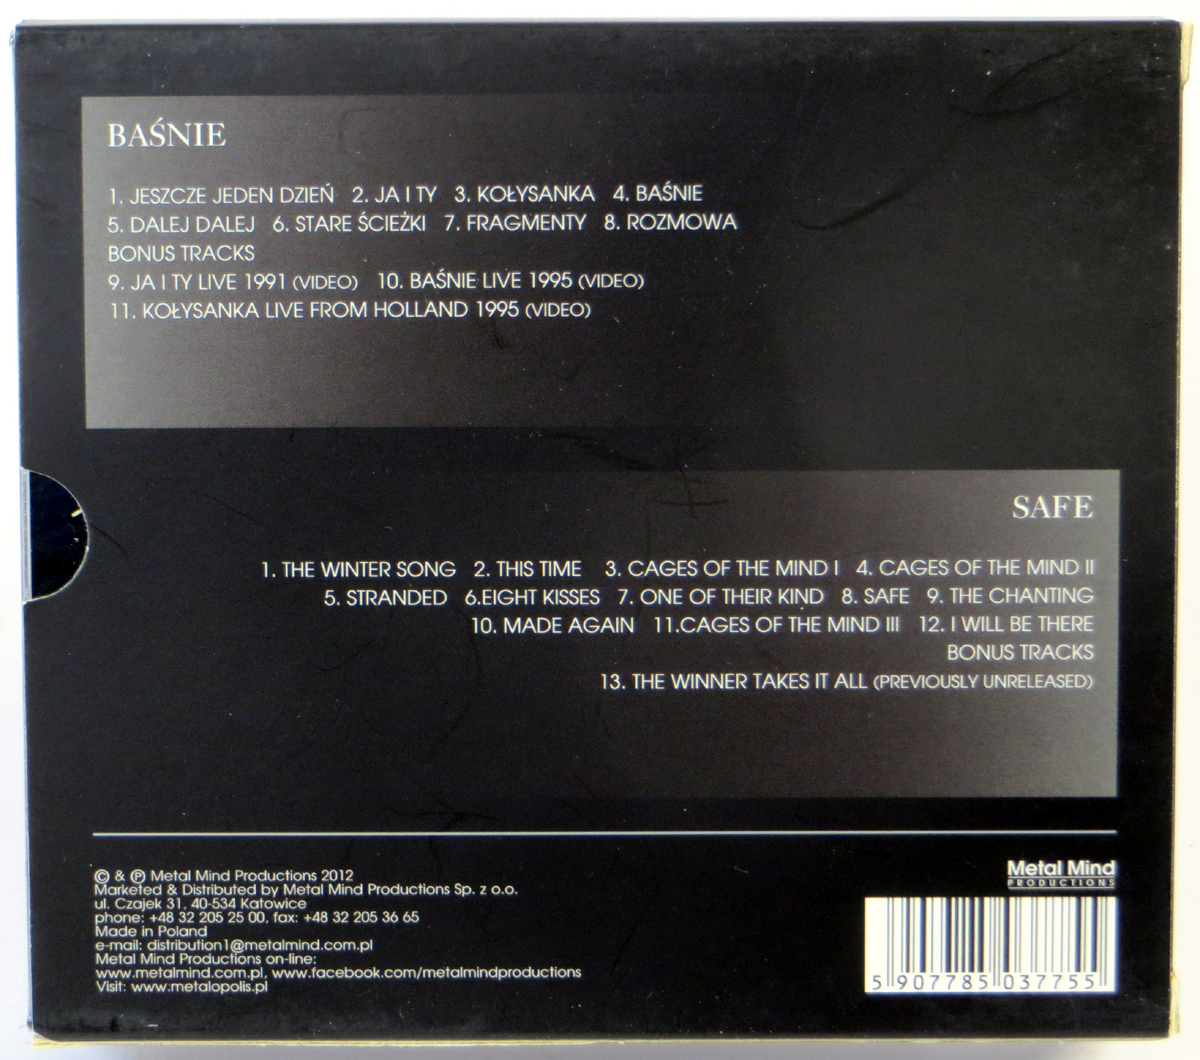 BAŚNIE
1. JESZCZE JEDEN DZIEŃ 2. JA I TY 3. KOŁYSANKA 4. BAŚNIE
5. DALEJ DALEJ 6. STARE ŚCIEŻKI 7. FRAGMENTY 8. ROZMOWA
BONUS TRACKS
9. JA I TY LIVE 1991 (VIDEO) 10. BAŚNIE LIVE 1995 (VIDEO)
11. KOŁYSANKA LIVE FROM HOLLAND 1995 (VIDEO)
SAFE
1. THE WINTER SONG 2. THIS TIME 3. CAGES OF THE MIND I 4. CAGES OF THE MIND II
5. STRANDED 6.EIGHT KISSES 7. ONE OF THEIR KIND 8. SAFE 9. THE CHANTING
10. MADE AGAIN 11.CAGES OF THE MIND III 12. I WILL BE THERE
BONUS TRACKS
13. THE WINNER TAKES IT ALL (PREVIOUSLY UNRELEASED)
© & ℗ Metal Mind Productions 2012
Marketed & Distributed by Metal Mind Productions Sp. z o.o.
ul. Czajek 31, 40-534 Katowice
phone: +48 32 205 25 00, fax: +48 32 205 36 65
Made in Poland
e-mail: distribution1@metalmind.com.pl
Metal Mind Productions on-line:
www.metalmind.com.pl, www.facebook.com/metalmindproductions
Visit: www.metalopolis.pl
Metal Mind
PRODUCTIONS
5 907785 037755